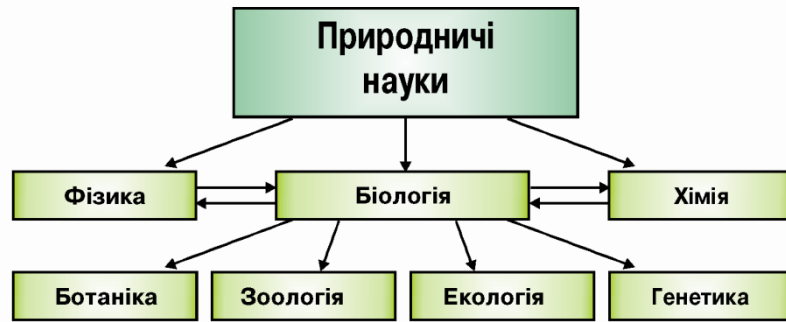 Природничі
науки
Фізика
Біологія
Хімія
Ботаніка
Зоологія
Екологія
Генетика